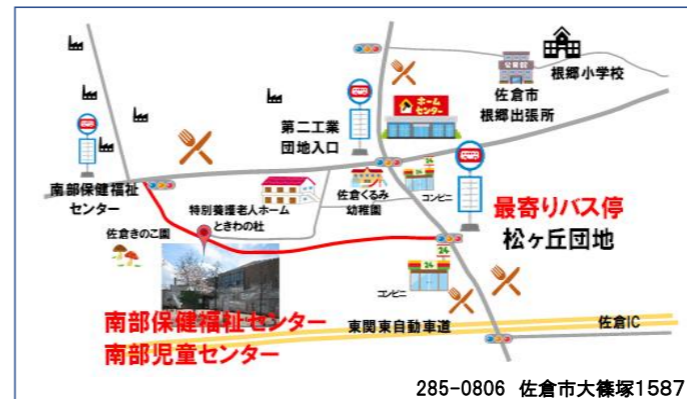 根郷小学校
公民館
佐倉市
根郷出張所
ホーム
センター
第二工業
団地入口
南部保健福祉
センター
特別養護老人ホーム
ときわの杜
佐倉くるみ
幼稚園
24
コンビニ
最寄りバス停
松ヶ丘団地
佐倉きのこ園
24
コンビニ
南部保健福祉センター
南部児童センター
東関東自動車道
佐倉IC
285-0806 佐倉市大篠塚1587